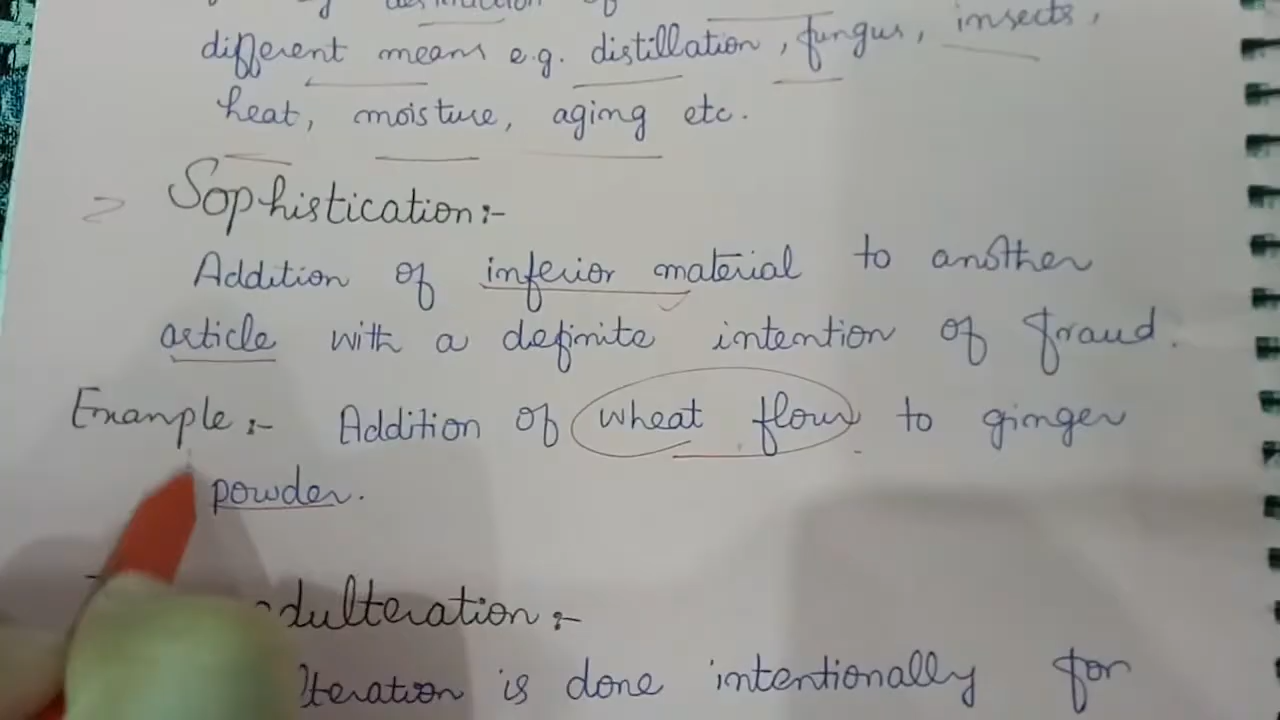 of
different means e.g. distillation, fungus, insects,
heat, moisture, aging etc.
Sophistication:-
Addition of inferior material to another
article with a definite intention of fraud.
Example:- Addition of wheat flour to ginger
powder.
is done intentionally for